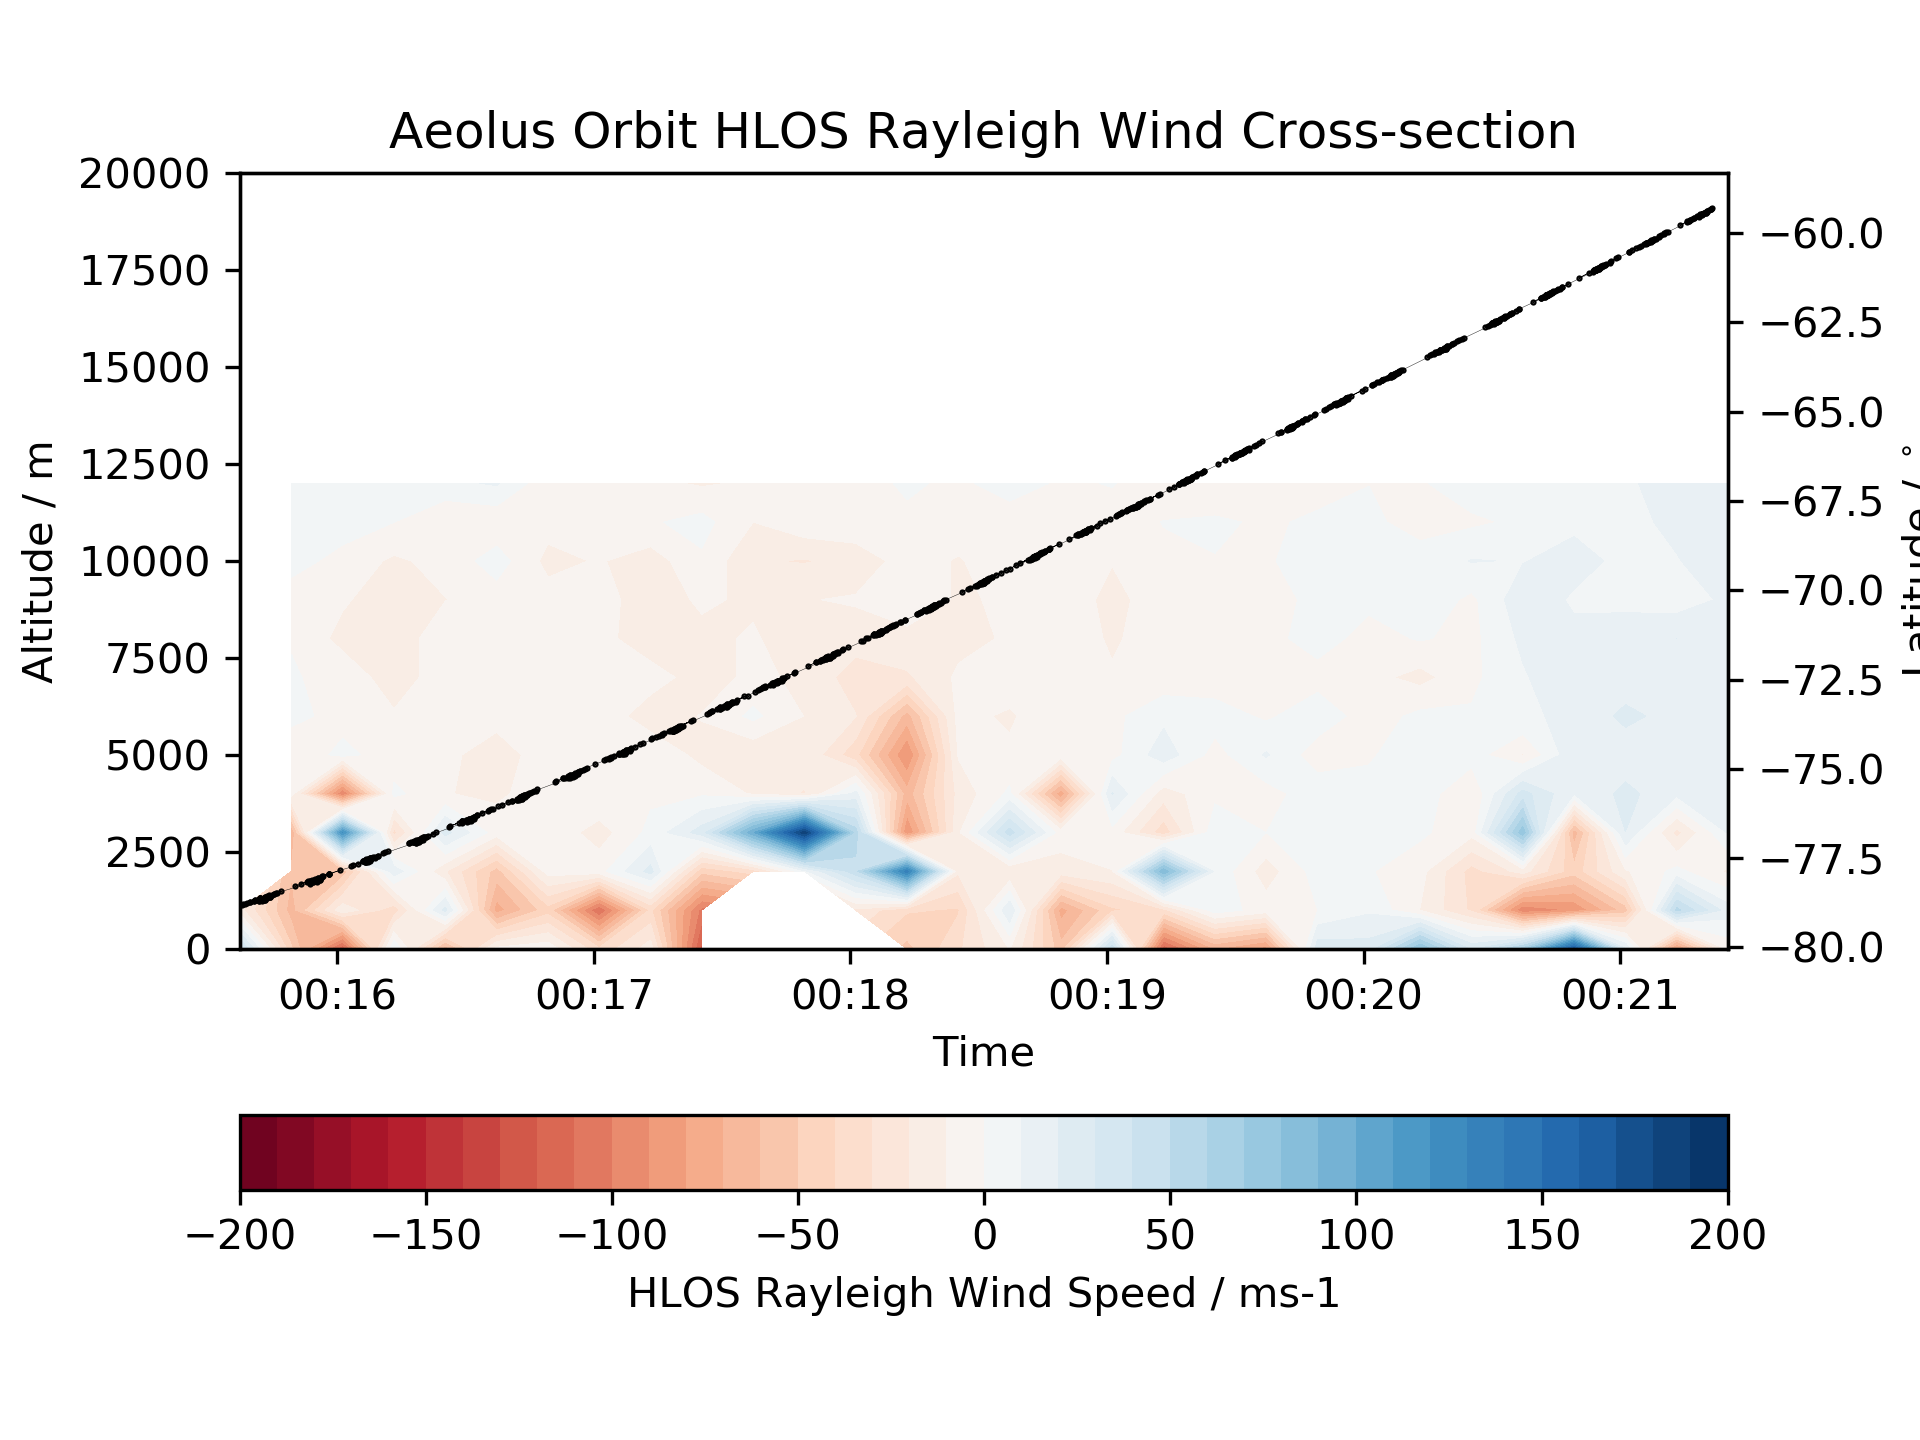 Aeolus Orbit HLOS Rayleigh Wind Cross-section
20000
17500
15000
12500
10000
7500
5000
2500
0
Altitude / m
−60.0
−62.5
−65.0
−67.5
−70.0
−72.5
−75.0
−77.5
−80.0
Latitude / °
00:16 00:17 00:18 00:19 00:20 00:21
Time
−200 −150 −100 −50 0 50 100 150 200
HLOS Rayleigh Wind Speed / ms-1